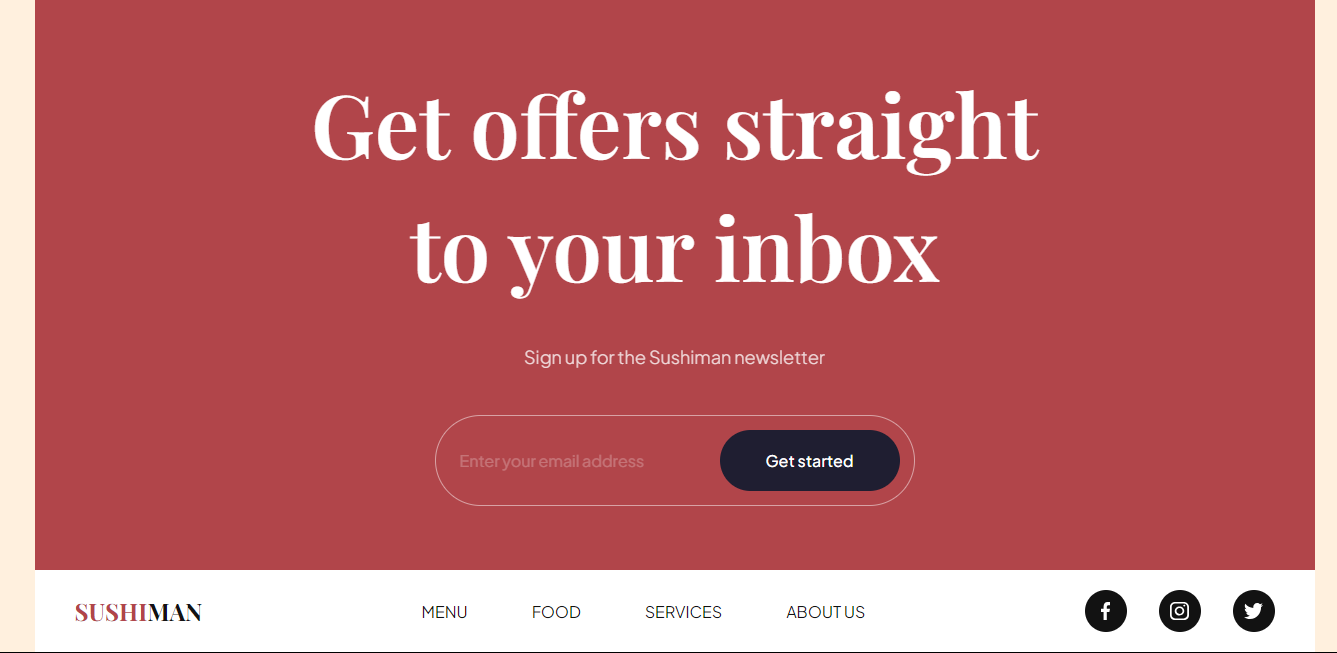 Get offers straight
to your inbox
Sign up for the Sushiman newsletter
Enter your email address
Get started
SUSHIMAN
MENU
FOOD
SERVICES
ABOUT US